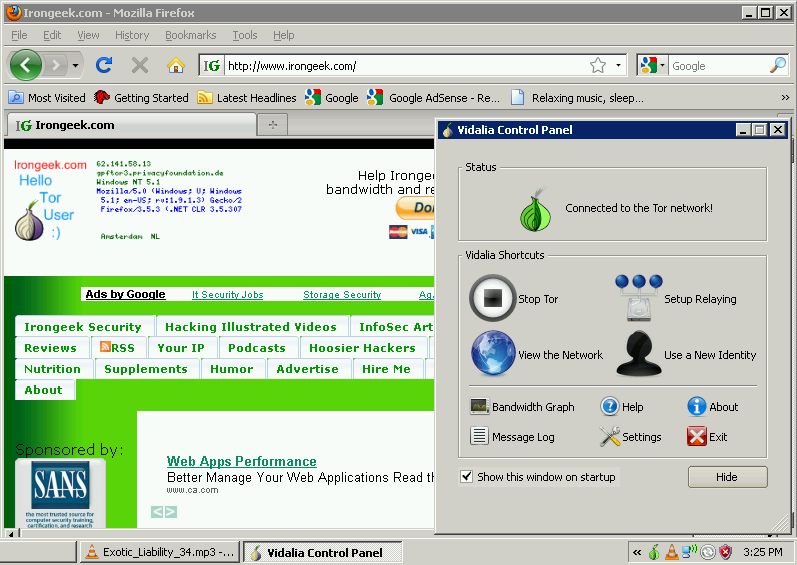 Irongeek.com - Mozilla Firefox
File Edit View History Bookmarks Tools Help
IG http://www.irongeek.com/ Google
Most Visited Getting Started Latest Headlines Google Google AdSense - Re... Relaxing music, sleep... »
IG Irongeek.com
Irongeek.com
Hello
Tor
User
:)
62.141.58.13
gpftor3.privacyfoundation.de
Windows NT 5.1
Mozilla/5.0 (Windows; U; Windows
5.1; en-US; rv:1.9.1.3) Gecko/2
Firefox/3.5.3 (.NET CLR 3.5.307
Amsterdam NL
Help Ironge
bandwidth and re
Do
VISA
Ads by Google It Security Jobs Storage Security Ag
Irongeek Security Hacking Illustrated Videos InfoSec Art
Reviews RSS Your IP Podcasts Hoosier Hackers
Nutrition Supplements Humor Advertise Hire Me
About
Sponsored by:
SANS
the most trusted source for
computer security training,
certification, and research
Web Apps Performance
Better Manage Your Web Applications Read th
www.ca.com
Vidalia Control Panel
Status
Connected to the Tor network!
Vidalia Shortcuts
Stop Tor Setup Relaying
View the Network Use a New Identity
Bandwidth Graph Help About
Message Log Settings Exit
Show this window on startup Hide
Exotic_Liability_34.mp3 -... Vidalia Control Panel « 3:25 PM